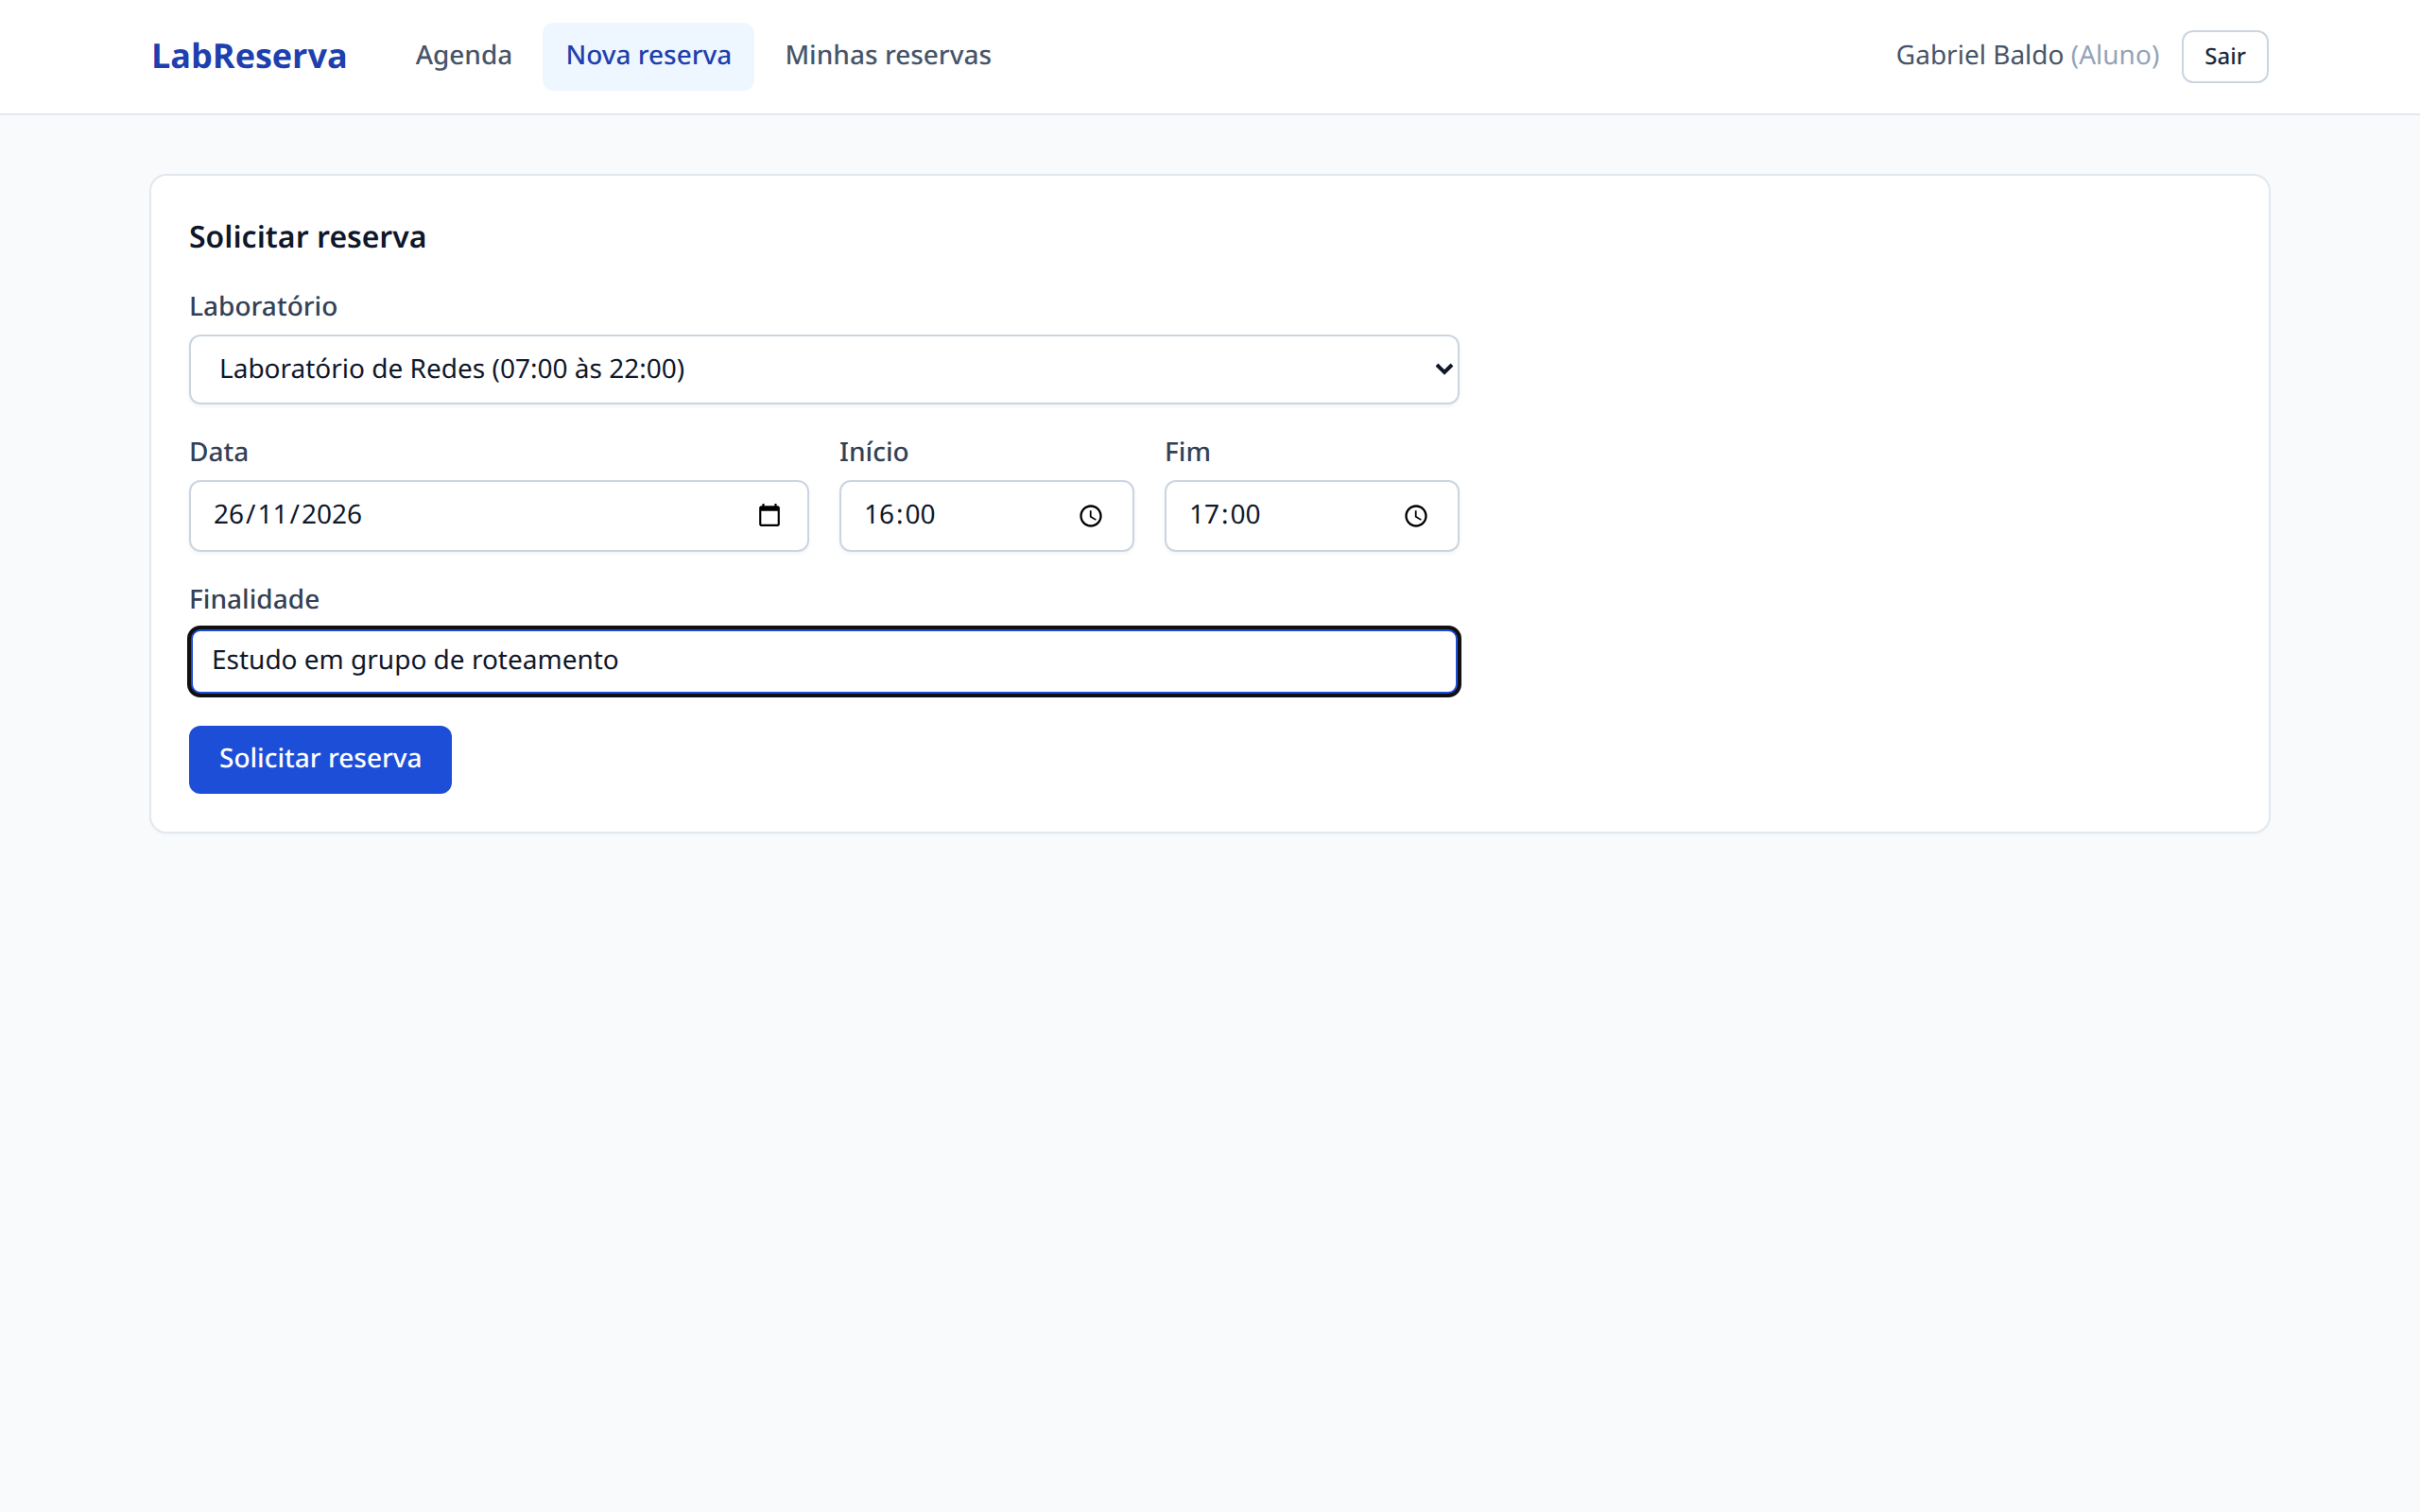 LabReserva Agenda Nova reserva Minhas reservas Gabriel Baldo (Aluno) Sair
Solicitar reserva
Laboratório
Laboratório de Redes (07:00 às 22:00)
Data Início Fim
26/11/2026 16:00 17:00
Finalidade
Estudo em grupo de roteamento
Solicitar reserva